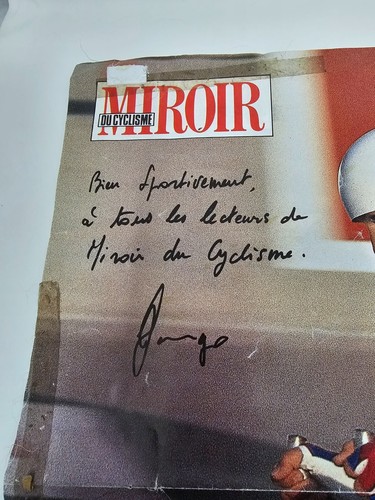 MIROIR
DU CYCLISME
Bien Sportivement,
à tous les lecteurs de
Miroir du Cyclisme.